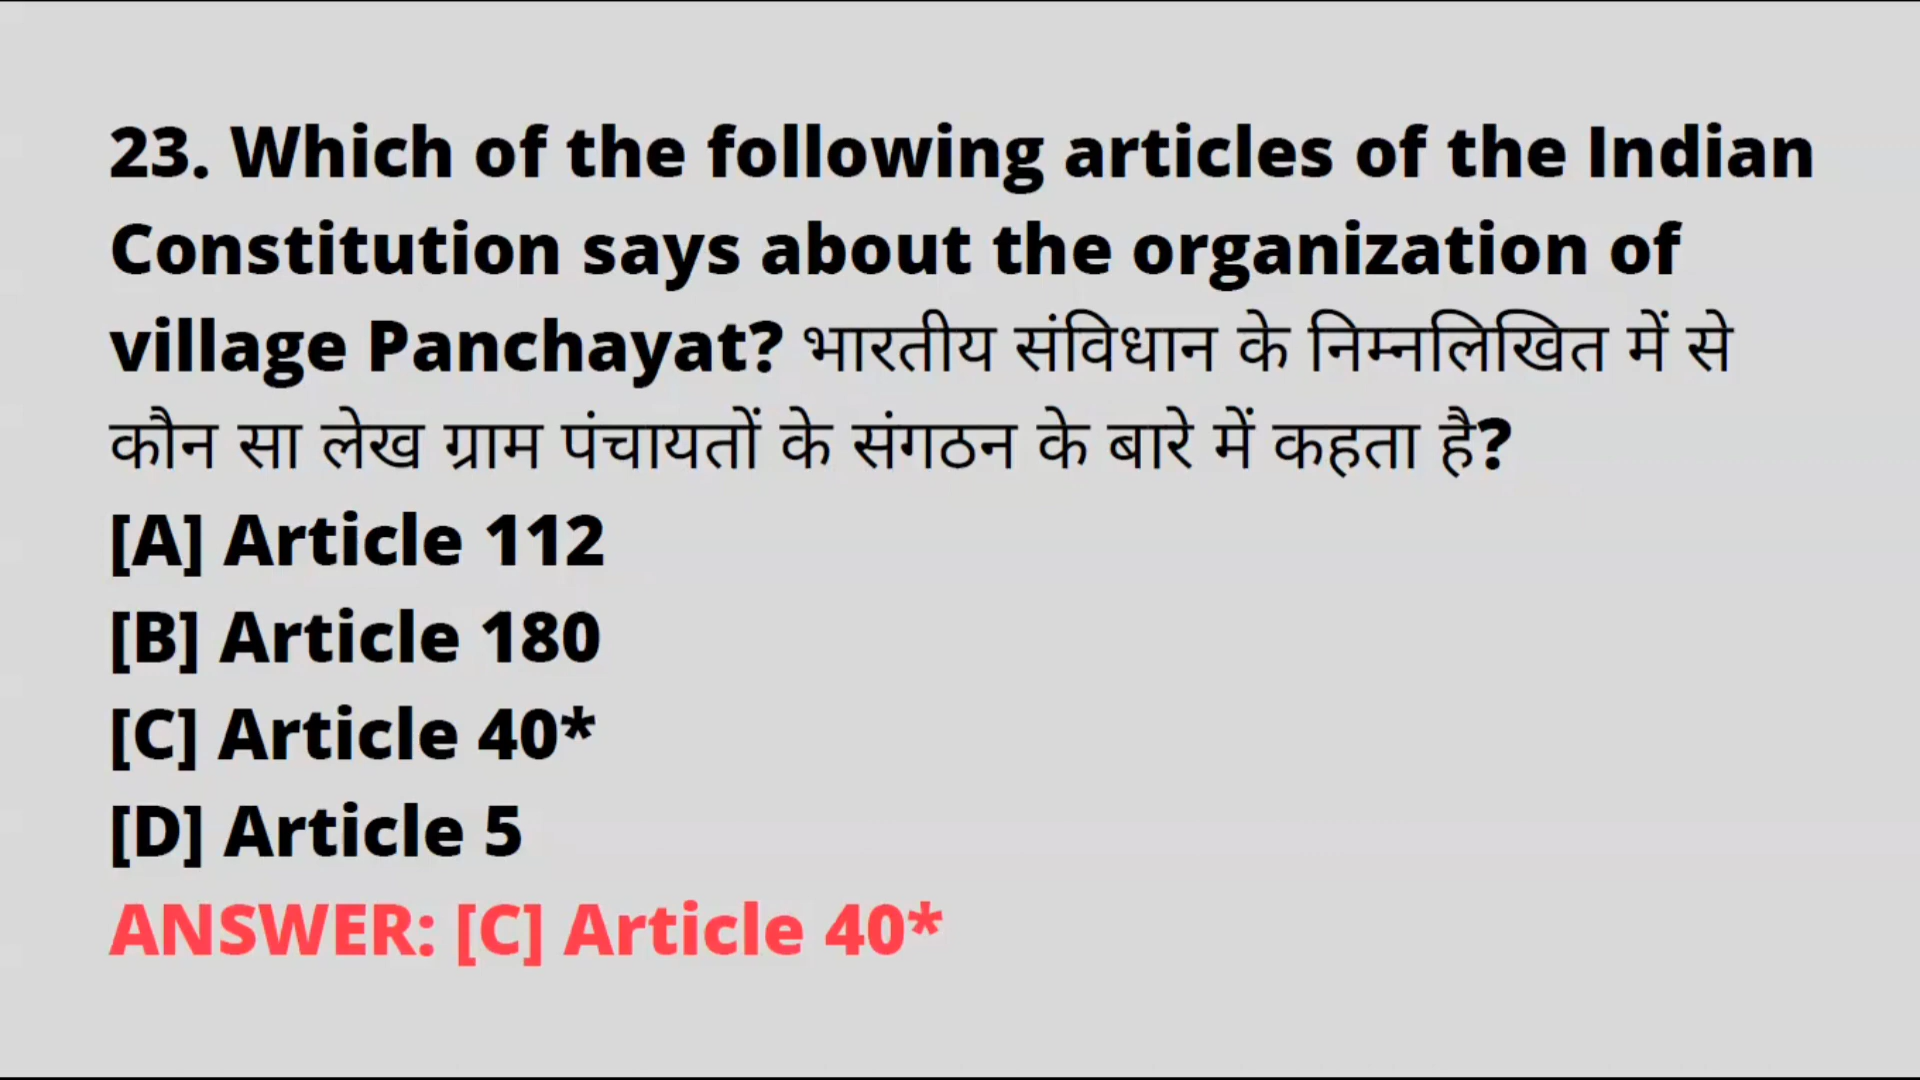 23. Which of the following articles of the Indian
Constitution says about the organization of
village Panchayat? भारतीय संविधान के निम्नलिखित में से
कौन सा लेख ग्राम पंचायतों के संगठन के बारे में कहता है?
[A] Article 112
[B] Article 180
[C] Article 40*
[D] Article 5
ANSWER: [C] Article 40*